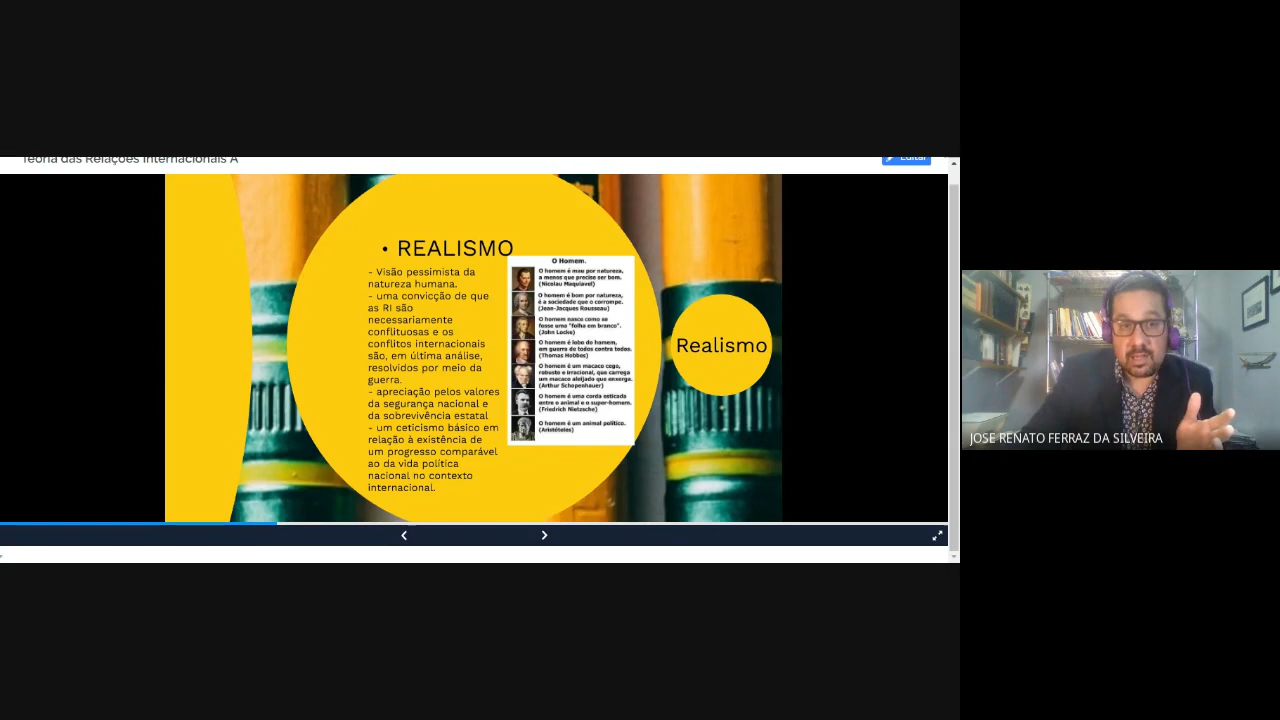 Teoria das Relações Internacionais A
Editar
• REALISMO
- Visão pessimista da
natureza humana.
- uma convicção de que
as RI são
necessariamente
conflituosas e os
conflitos internacionais
são, em última análise,
resolvidos por meio da
guerra.
- apreciação pelos valores
da segurança nacional e
da sobrevivência estatal
- um ceticismo básico em
relação à existência de
um progresso comparável
ao da vida política
nacional no contexto
internacional.
O Homem.
O homem é mau por natureza,
a menos que precise ser bom.
(Nicolau Maquiavel)
O homem é bom por natureza,
é a sociedade que o corrompe.
(Jean-Jacques Rousseau)
O homem nasce como se
fosse uma "folha em branco".
(John Locke)
O homem é lobo do homem,
em guerra de todos contra todos.
(Thomas Hobbes)
O homem é um macaco cego,
robusto e irracional, que carrega
um macaco aleijado que enxerga.
(Arthur Schopenhauer)
O homem é uma corda esticada
entre o animal e o super-homem.
(Friedrich Nietzsche)
O homem é um animal político.
(Aristóteles)
Realismo
JOSE RENATO FERRAZ DA SILVEIRA